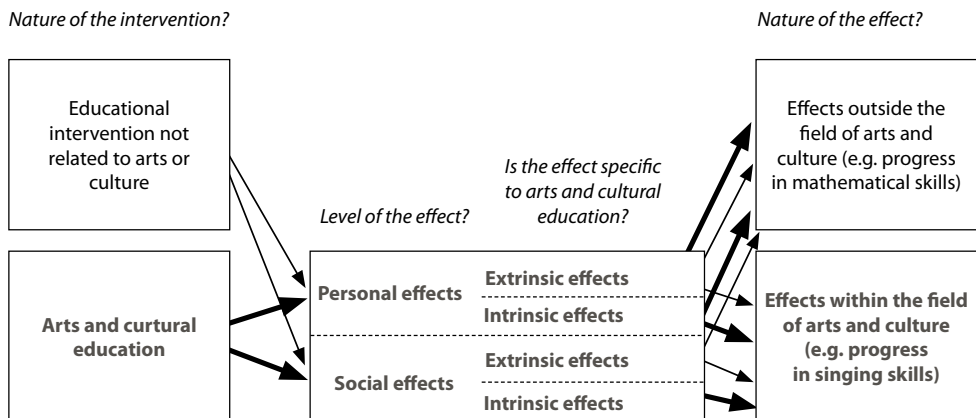 Nature of the intervention?
Nature of the effect?
Educational
intervention not
related to arts or
culture
Effects outside the
field of arts and
culture (e.g. progress
in mathematical skills)
Is the effect specific
to arts and cultural
education?
Level of the effect?
Arts and curtural
education
Personal effects
Extrinsic effects
Intrinsic effects
Social effects
Extrinsic effects
Intrinsic effects
Effects within the field
of arts and culture
(e.g. progress
in singing skills)